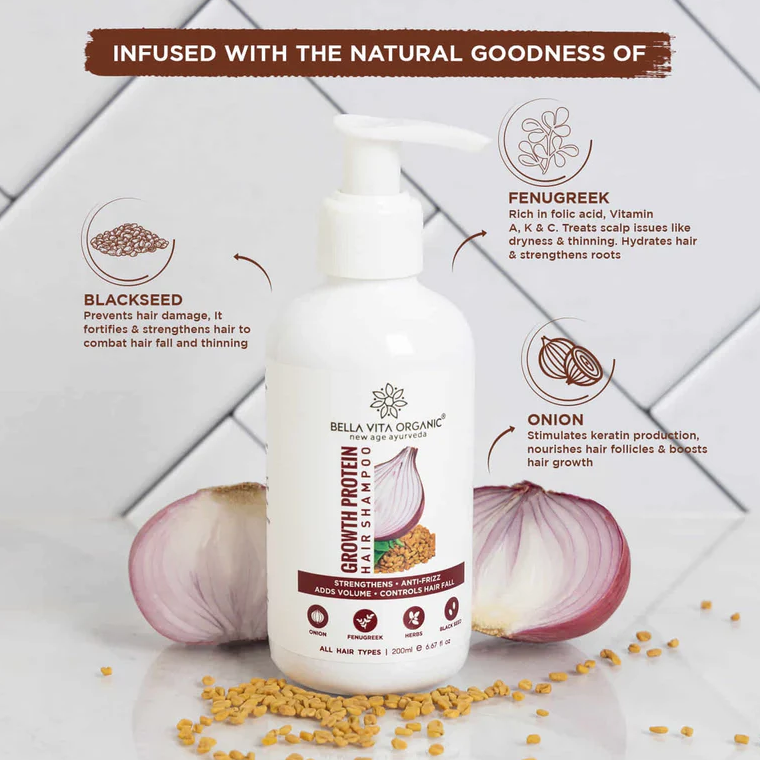 INFUSED WITH THE NATURAL GOODNESS OF
FENUGREEK
Rich in folic acid, Vitamin
A, K & C. Treats scalp issues like
dryness & thinning. Hydrates hair
& strengthens roots
BLACKSEED
Prevents hair damage, It
fortifies & strengthens hair to
combat hair fall and thinning
ONION
Stimulates keratin production,
nourishes hair follicles & boosts
hair growth
BELLA VITA ORGANIC®
new age ayurveda
GROWTH PROTEIN
HAIR SHAMPOO
STRENGTHENS • ANTI-FRIZZ
ADDS VOLUME • CONTROLS HAIR FALL
ONION
FENUGREEK
HERBS
BLACK SEED
ALL HAIR TYPES | 200ml e 6.67 fl oz